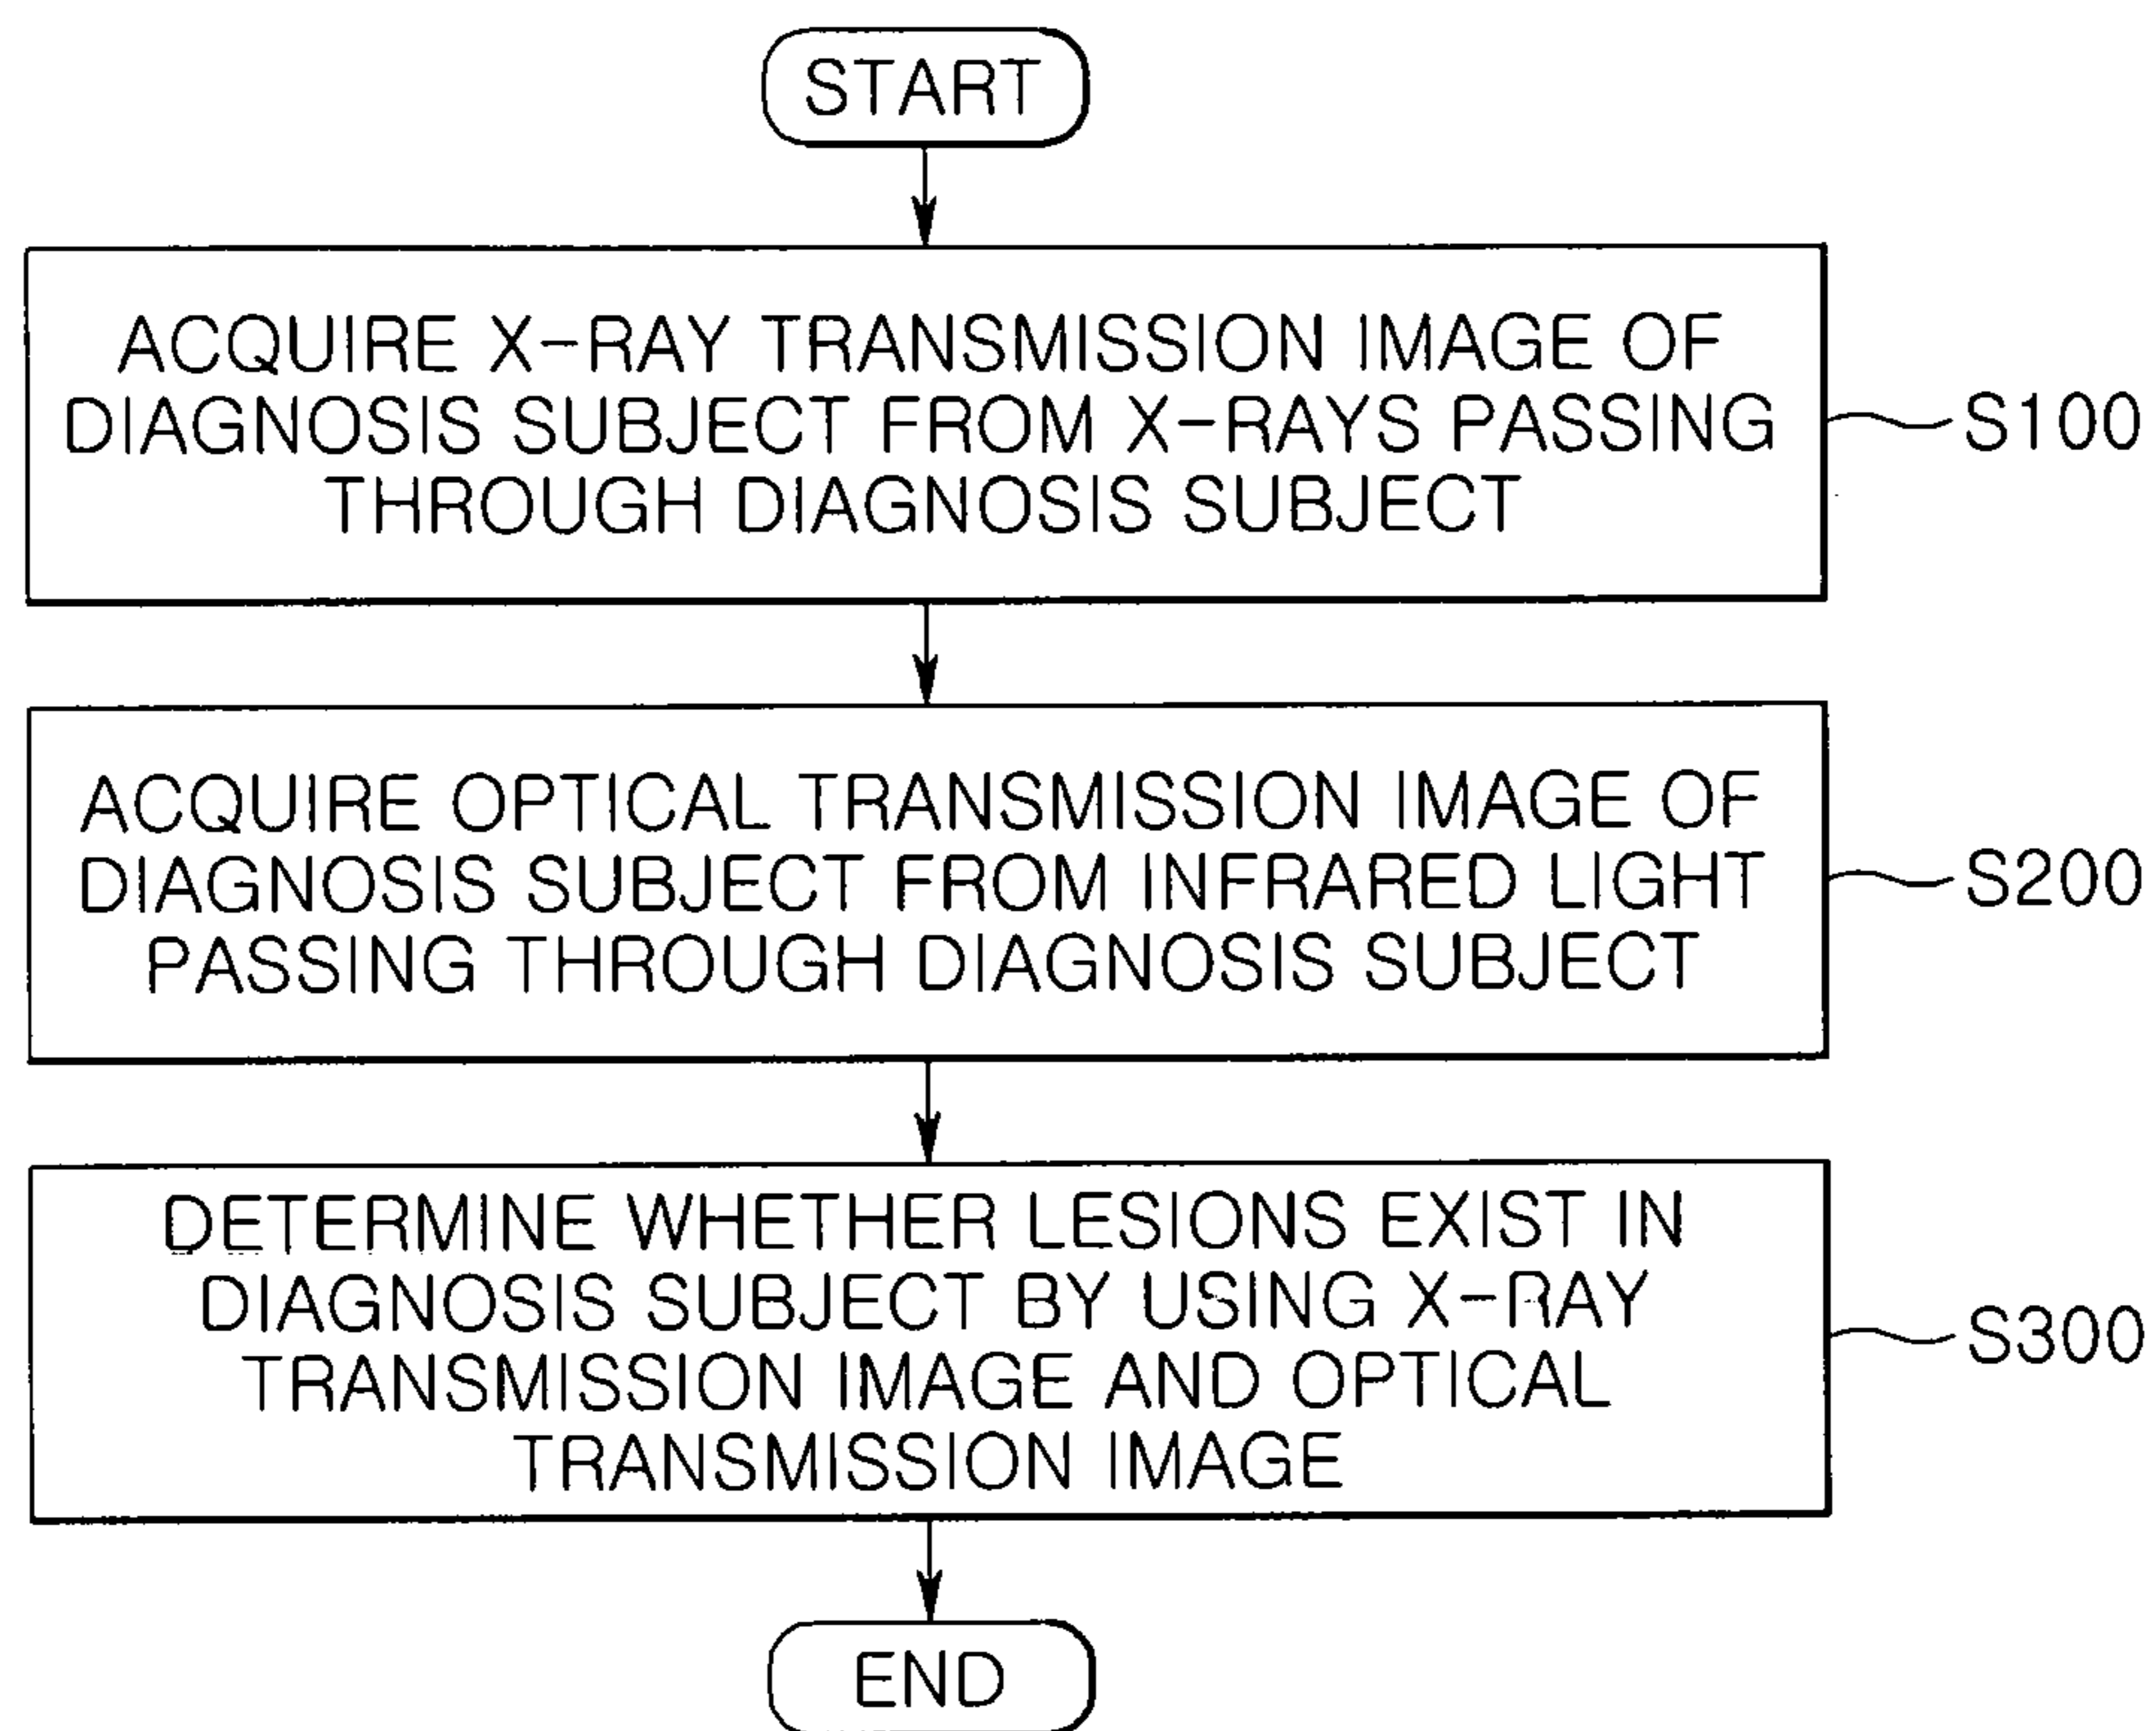 START
ACQUIRE X-RAY TRANSMISSION IMAGE OF
DIAGNOSIS SUBJECT FROM X-RAYS PASSING
THROUGH DIAGNOSIS SUBJECT
S100
ACQUIRE OPTICAL TRANSMISSION IMAGE OF
DIAGNOSIS SUBJECT FROM INFRARED LIGHT
PASSING THROUGH DIAGNOSIS SUBJECT
S200
DETERMINE WHETHER LESIONS EXIST IN
DIAGNOSIS SUBJECT BY USING X-RAY
TRANSMISSION IMAGE AND OPTICAL
TRANSMISSION IMAGE
S300
END